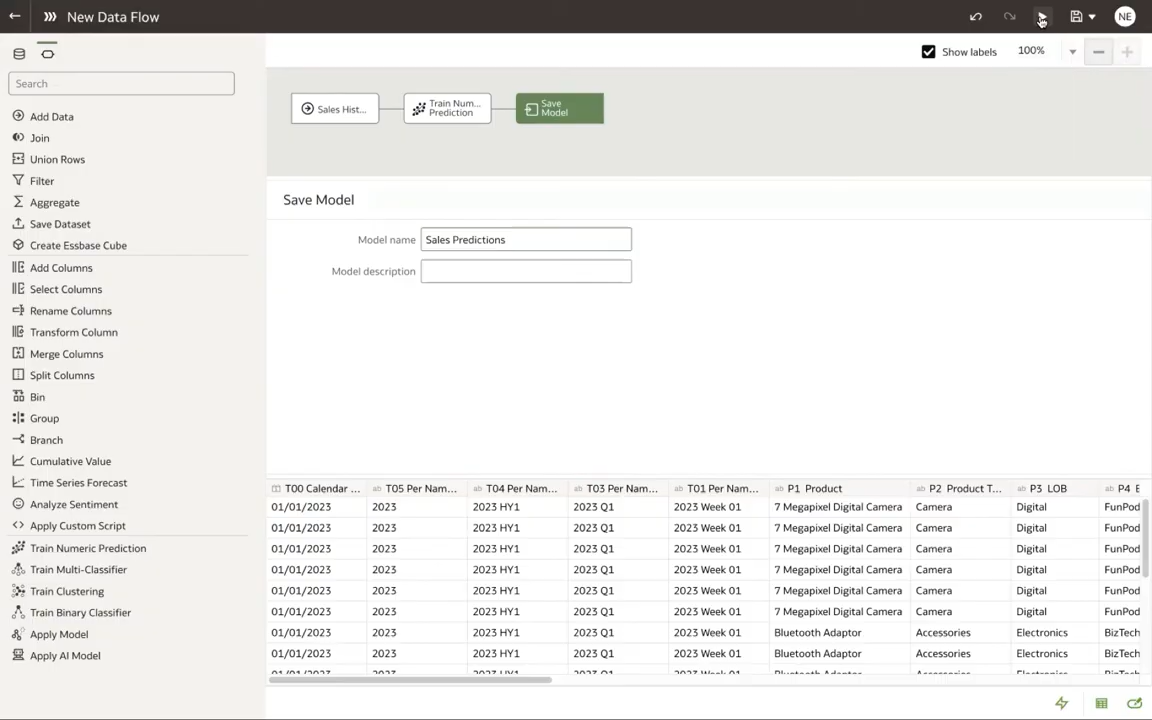 New Data Flow
NE
Show labels
100%
Search
Add Data
Join
Union Rows
Filter
Aggregate
Save Dataset
Create Essbase Cube
Add Columns
Select Columns
Rename Columns
Transform Column
Merge Columns
Split Columns
Bin
Group
Branch
Cumulative Value
Time Series Forecast
Analyze Sentiment
Apply Custom Script
Train Numeric Prediction
Train Multi-Classifier
Train Clustering
Train Binary Classifier
Apply Model
Apply AI Model
Sales Hist...
Train Num...
Prediction
Save
Model
Save Model
Model name Sales Predictions
Model description
T00 Calendar ... ab T05 Per Nam... ab T04 Per Nam... ab T03 Per Nam... ab T01 Per Nam... ab P1 Product ab P2 Product T... ab P3 LOB ab P4
01/01/2023 2023 2023 HY1 2023 Q1 2023 Week 01 7 Megapixel Digital Camera Camera Digital FunPod
01/01/2023 2023 2023 HY1 2023 Q1 2023 Week 01 7 Megapixel Digital Camera Camera Digital FunPod
01/01/2023 2023 2023 HY1 2023 Q1 2023 Week 01 7 Megapixel Digital Camera Camera Digital FunPod
01/01/2023 2023 2023 HY1 2023 Q1 2023 Week 01 7 Megapixel Digital Camera Camera Digital FunPod
01/01/2023 2023 2023 HY1 2023 Q1 2023 Week 01 7 Megapixel Digital Camera Camera Digital FunPod
01/01/2023 2023 2023 HY1 2023 Q1 2023 Week 01 7 Megapixel Digital Camera Camera Digital FunPod
01/01/2023 2023 2023 HY1 2023 Q1 2023 Week 01 Bluetooth Adaptor Accessories Electronics BizTech
01/01/2023 2023 2023 HY1 2023 Q1 2023 Week 01 Bluetooth Adaptor Accessories Electronics BizTech